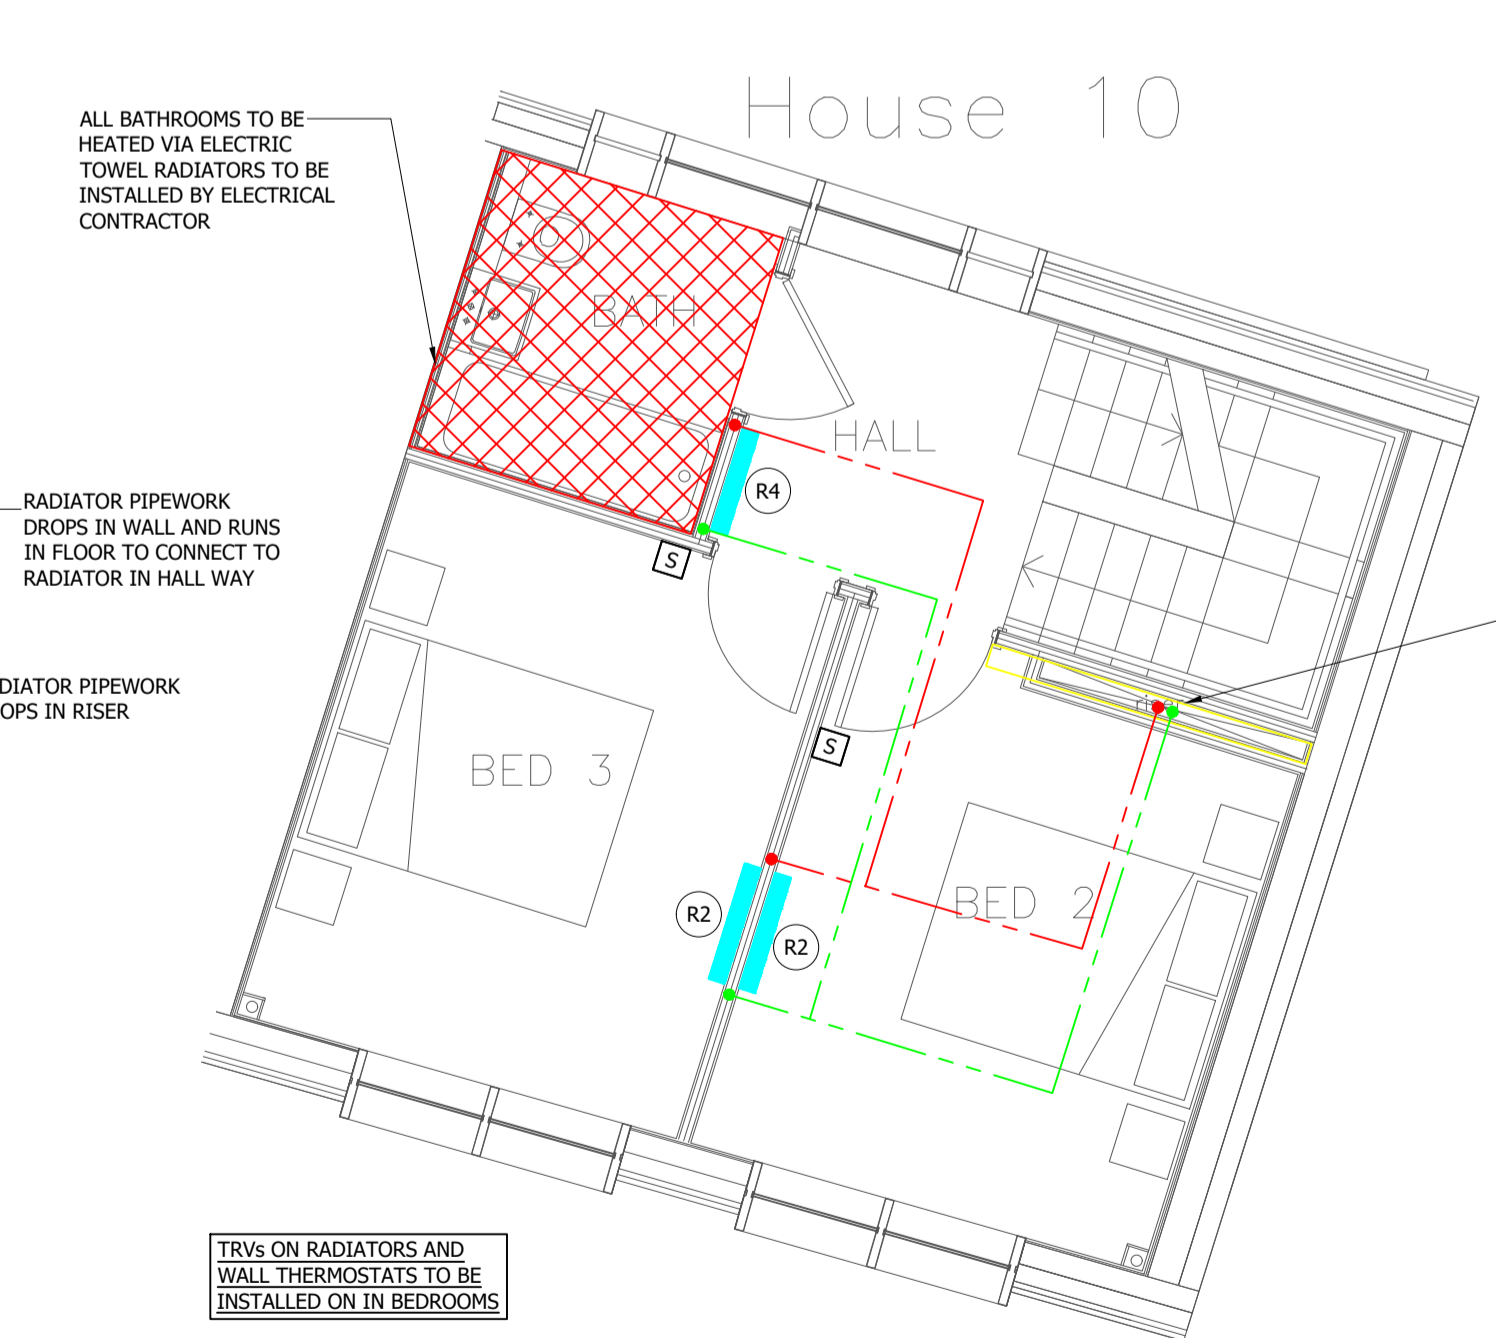 House 10
ALL BATHROOMS TO BE
HEATED VIA ELECTRIC
TOWEL RADIATORS TO BE
INSTALLED BY ELECTRICAL
CONTRACTOR
BATH
HALL
R4
RADIATOR PIPEWORK
DROPS IN WALL AND RUNS
IN FLOOR TO CONNECT TO
RADIATOR IN HALL WAY
S
DIATOR PIPEWORK
OPS IN RISER
riser
S
BED 3
BED 2
R2
R2
TRVs ON RADIATORS AND
WALL THERMOSTATS TO BE
INSTALLED ON IN BEDROOMS